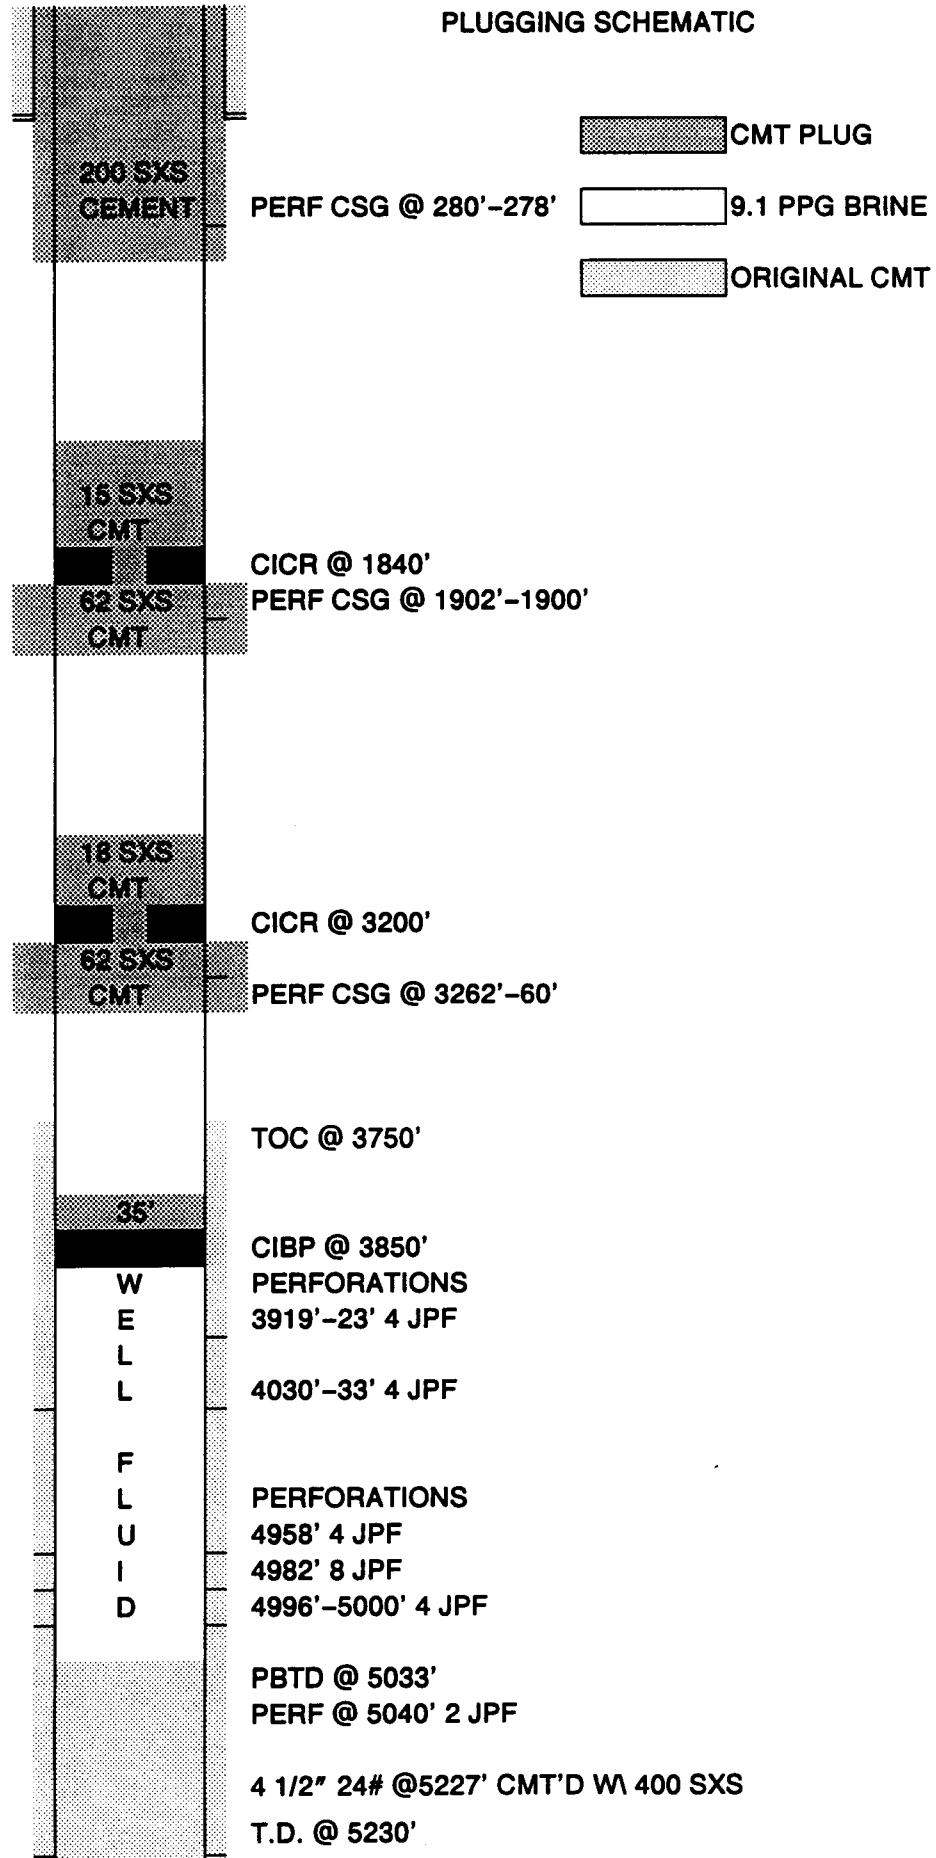 PLUGGING SCHEMATIC
CMT PLUG
200 SXS
CEMENT
PERF CSG @ 280'-278'
9.1 PPG BRINE
ORIGINAL CMT
15 SXS
CMT
CICR @ 1840'
62 SXS
PERF CSG @ 1902'-1900'
CMT
18 SXS
CMT
CICR @ 3200'
62 SXS
CMT
PERF CSG @ 3262'-60'
TOC @ 3750'
35'
CIBP @ 3850'
W
PERFORATIONS
E
3919'-23' 4 JPF
L
L
4030'-33' 4 JPF
F
L
PERFORATIONS
U
4958' 4 JPF
I
4982' 8 JPF
D
4996'-5000' 4 JPF
PBTD @ 5033'
PERF @ 5040' 2 JPF
4 1/2" 24# @5227' CMT'D W\ 400 SXS
T.D. @ 5230'